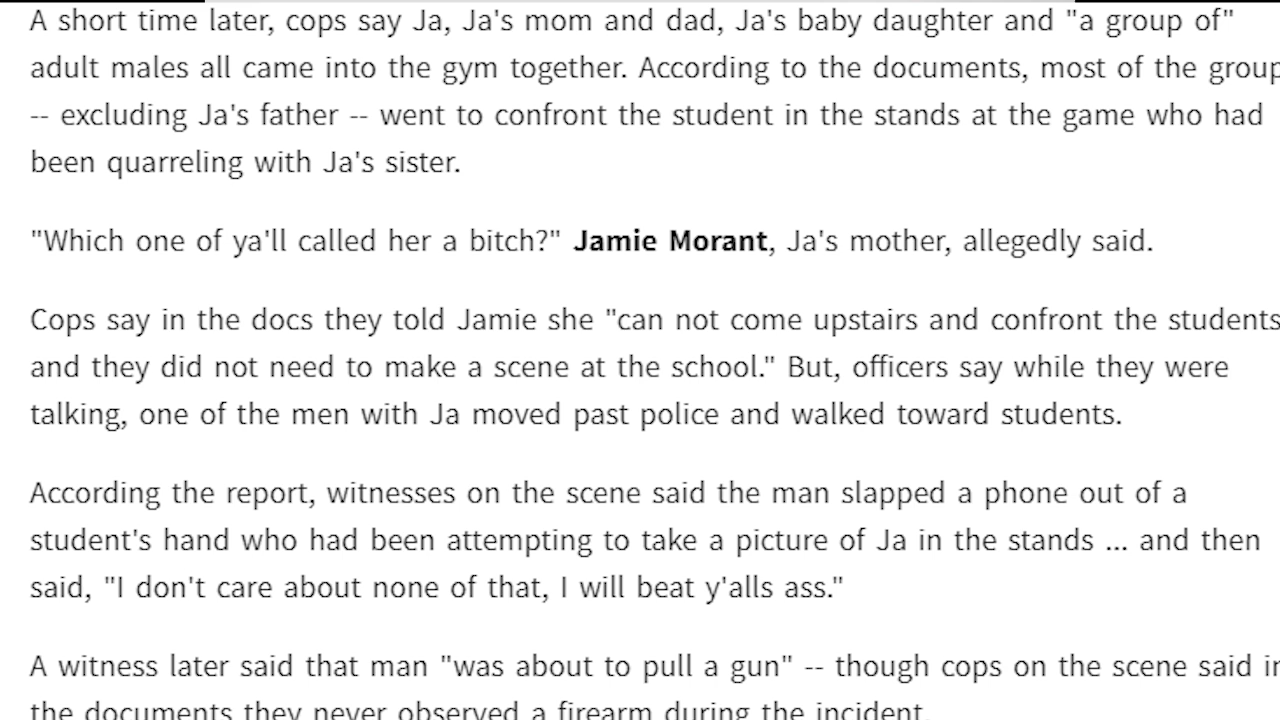 A short time later, cops say Ja, Ja's mom and dad, Ja's baby daughter and "a group of"
adult males all came into the gym together. According to the documents, most of the group
-- excluding Ja's father -- went to confront the student in the stands at the game who had
been quarreling with Ja's sister.
"Which one of ya'll called her a bitch?" Jamie Morant, Ja's mother, allegedly said.
Cops say in the docs they told Jamie she "can not come upstairs and confront the students
and they did not need to make a scene at the school." But, officers say while they were
talking, one of the men with Ja moved past police and walked toward students.
According the report, witnesses on the scene said the man slapped a phone out of a
student's hand who had been attempting to take a picture of Ja in the stands ... and then
said, "I don't care about none of that, I will beat y'alls ass."
A witness later said that man "was about to pull a gun" -- though cops on the scene said in
the documents they never observed a firearm during the incident.